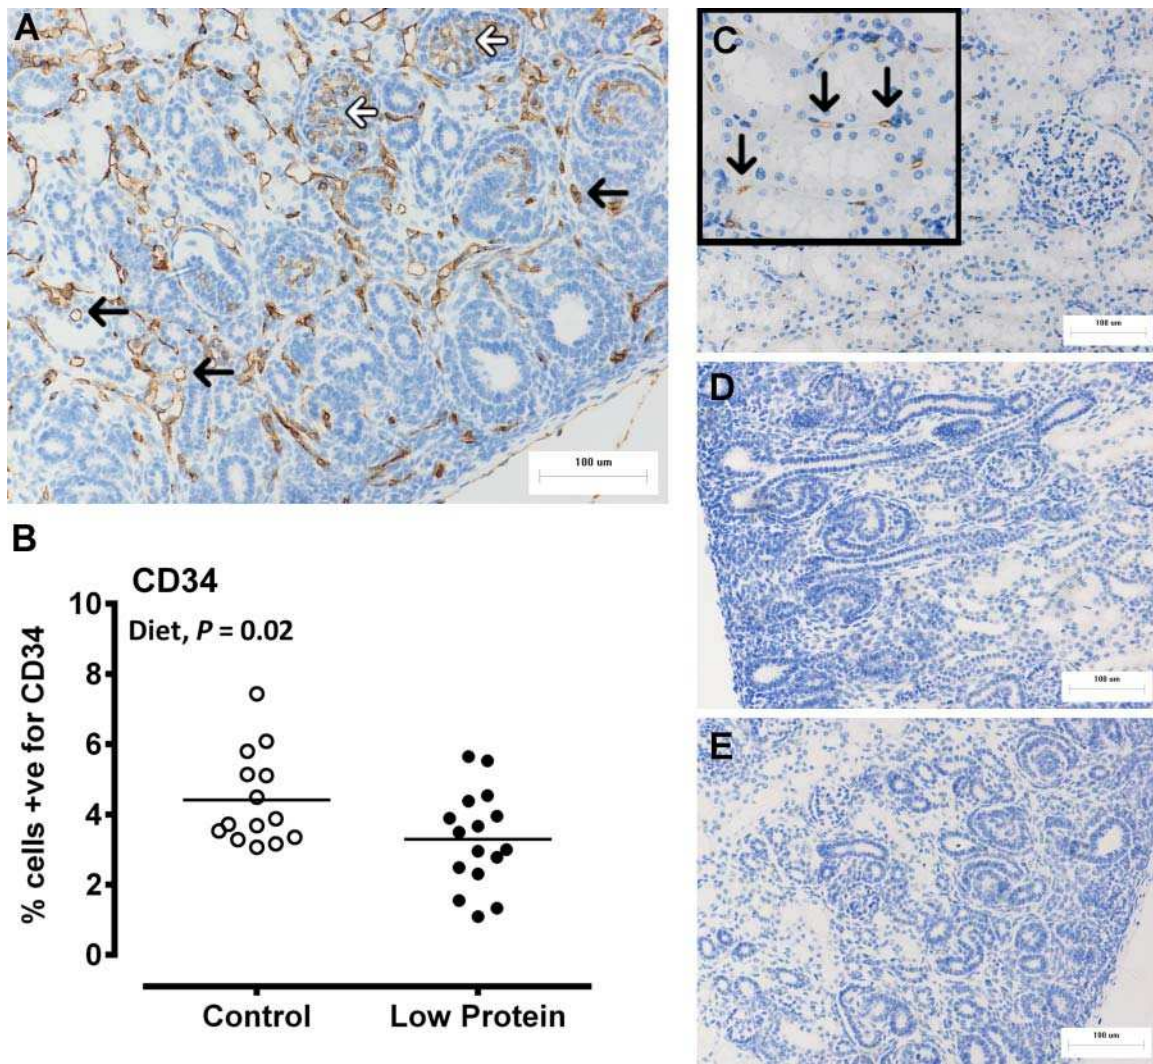 A
100 um
B
CD34
Diet, P = 0.02
% cells +ve for CD34
10
8
6
4
2
0
Control
Low Protein
C
100 um
D
100 um
E
100 um